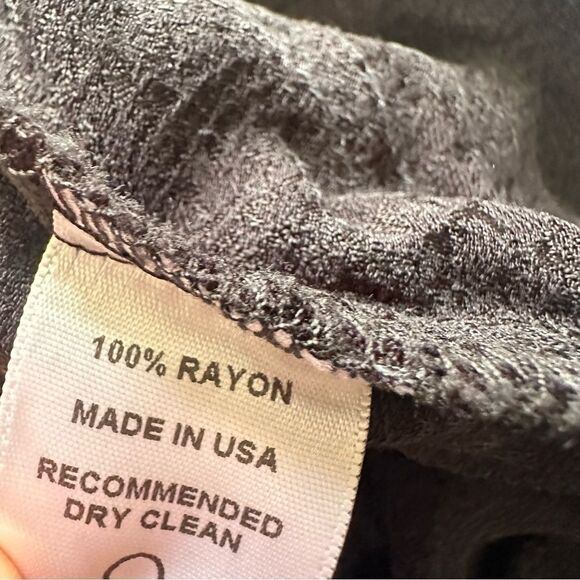 100% RAYON
MADE IN USA
RECOMMENDED
DRY CLEAN